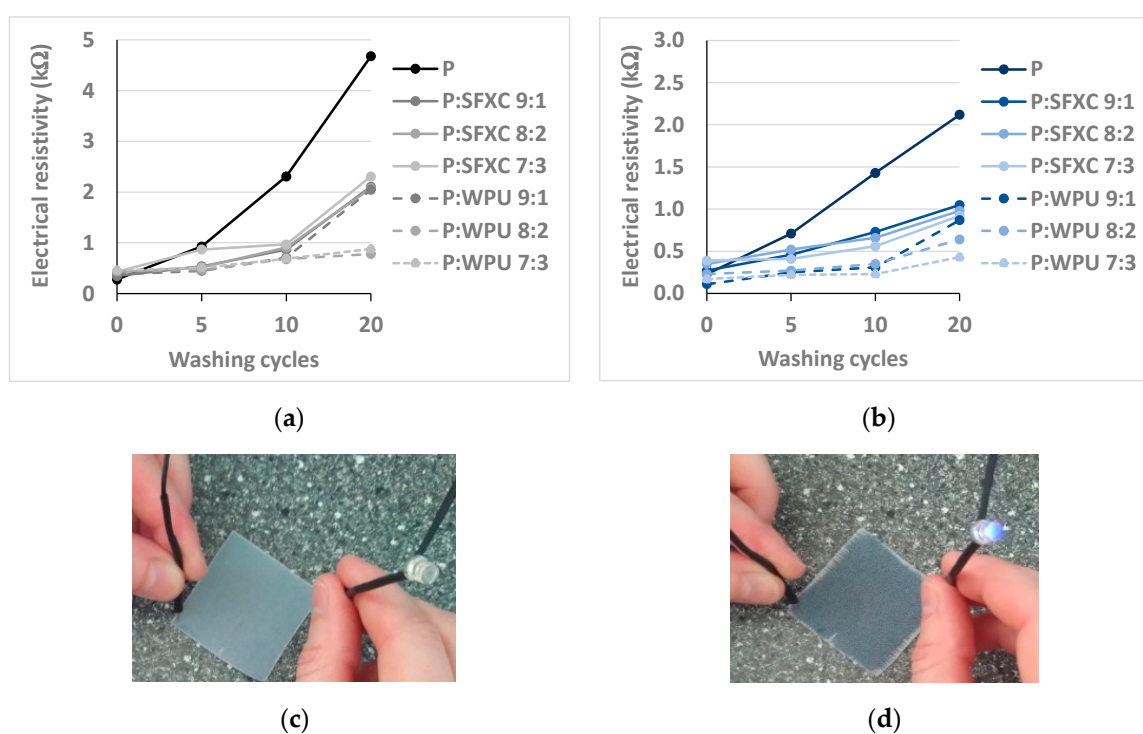 5
4
3
2
1
0
Electrical resistivity (kΩ)
0 5 10 20
Washing cycles
P
P:SFXC 9:1
P:SFXC 8:2
P:SFXC 7:3
P:WPU 9:1
P:WPU 8:2
P:WPU 7:3
(a)
3.0
2.5
2.0
1.5
1.0
0.5
0.0
Electrical resistivity (kΩ)
0 5 10 20
Washing cycles
P
P:SFXC 9:1
P:SFXC 8:2
P:SFXC 7:3
P:WPU 9:1
P:WPU 8:2
P:WPU 7:3
(b)
(c)
(d)